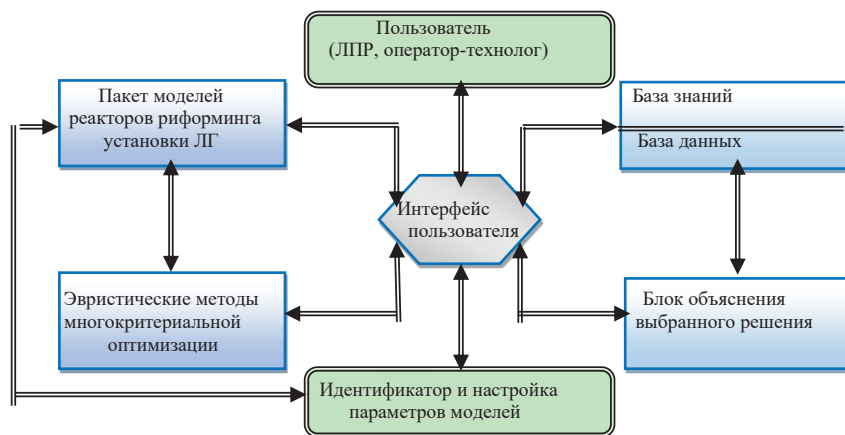 Пользователь
(ЛПР, оператор-технолог)
Пакет моделей
реакторов риформинга
установки ЛГ
База знаний
База данных
Интерфейс
пользователя
Эвристические методы
многокритериальной
оптимизации
Блок объяснения
выбранного решения
Идентификатор и настройка
параметров моделей